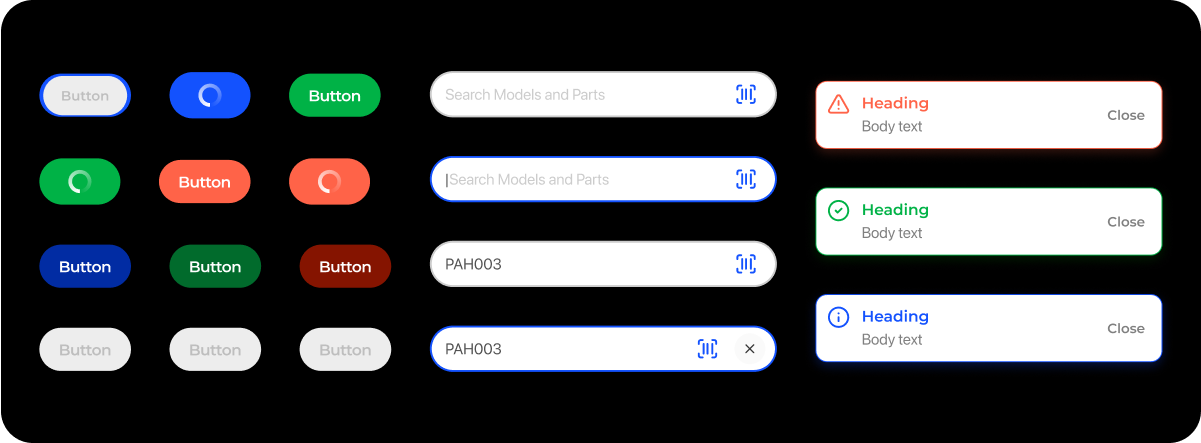 Button
Button
Button
Button
Button
Button
Button
Button
Button
Search Models and Parts
Search Models and Parts
PAH003
PAH003
Heading
Body text
Close
Heading
Body text
Close
Heading
Body text
Close